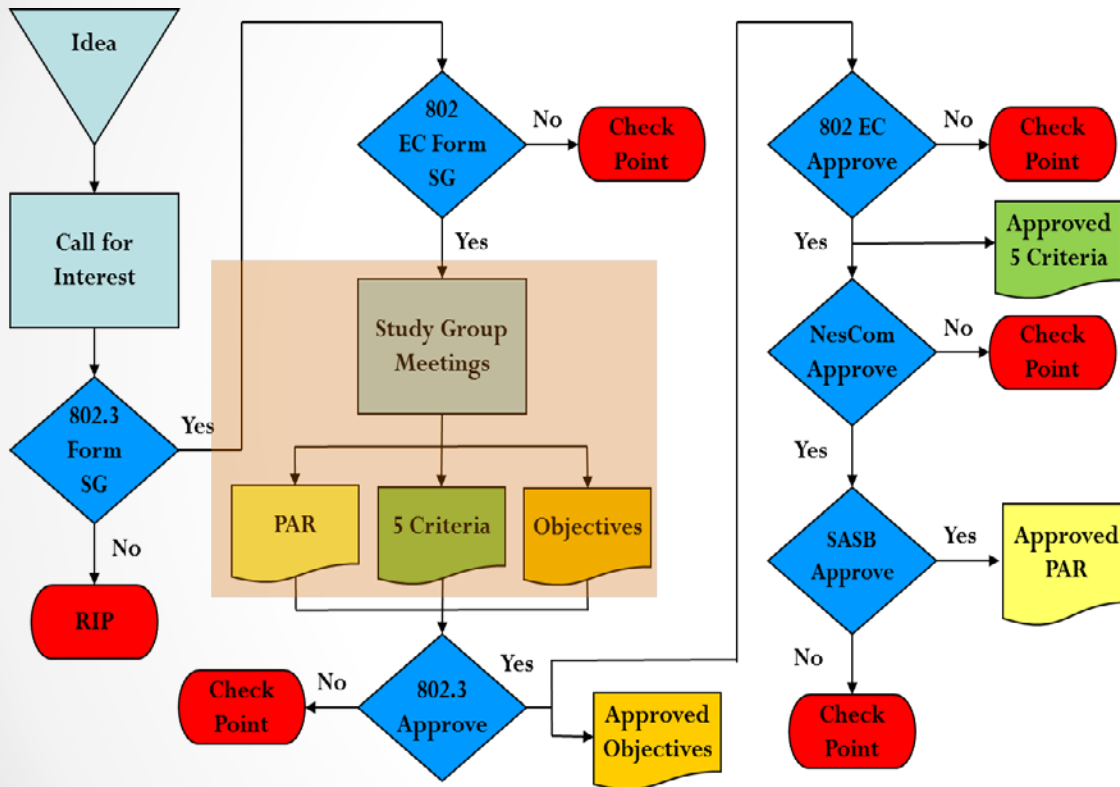 Idea
Call for
Interest
802.3
Form
SG
Yes
No
RIP
802
EC Form
SG
No
Check
Point
Yes
Study Group
Meetings
PAR
5 Criteria
Objectives
802.3
Approve
No
Check
Point
Yes
Approved
Objectives
802 EC
Approve
No
Check
Point
Yes
Approved
5 Criteria
NesCom
Approve
No
Check
Point
Yes
SASB
Approve
Yes
Approved
PAR
No
Check
Point